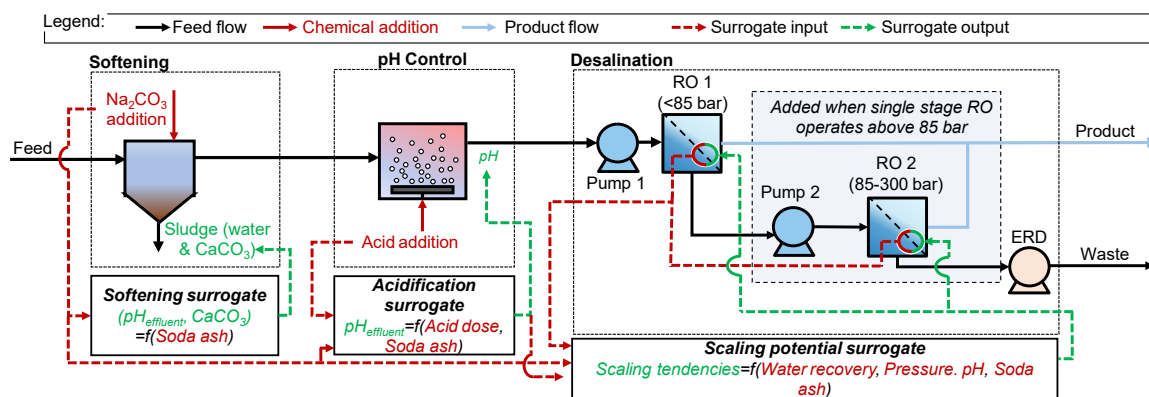 Legend:
Feed flow
Chemical addition
Product flow
Surrogate input
Surrogate output
Softening
pH Control
Desalination
Na₂CO₃
addition
RO 1
(<85 bar)
Added when single stage RO
operates above 85 bar
Product
Feed
pH
Pump 1
RO 2
(85-300 bar)
Pump 2
Sludge (water
& CaCO₃)
Acid addition
ERD
Waste
Softening surrogate
(pH_effluent, CaCO₃)
=f(Soda ash)
Acidification
surrogate
pH_effluent=f(Acid dose,
Soda ash)
Scaling potential surrogate
Scaling tendencies=f(Water recovery, Pressure. pH, Soda
ash)